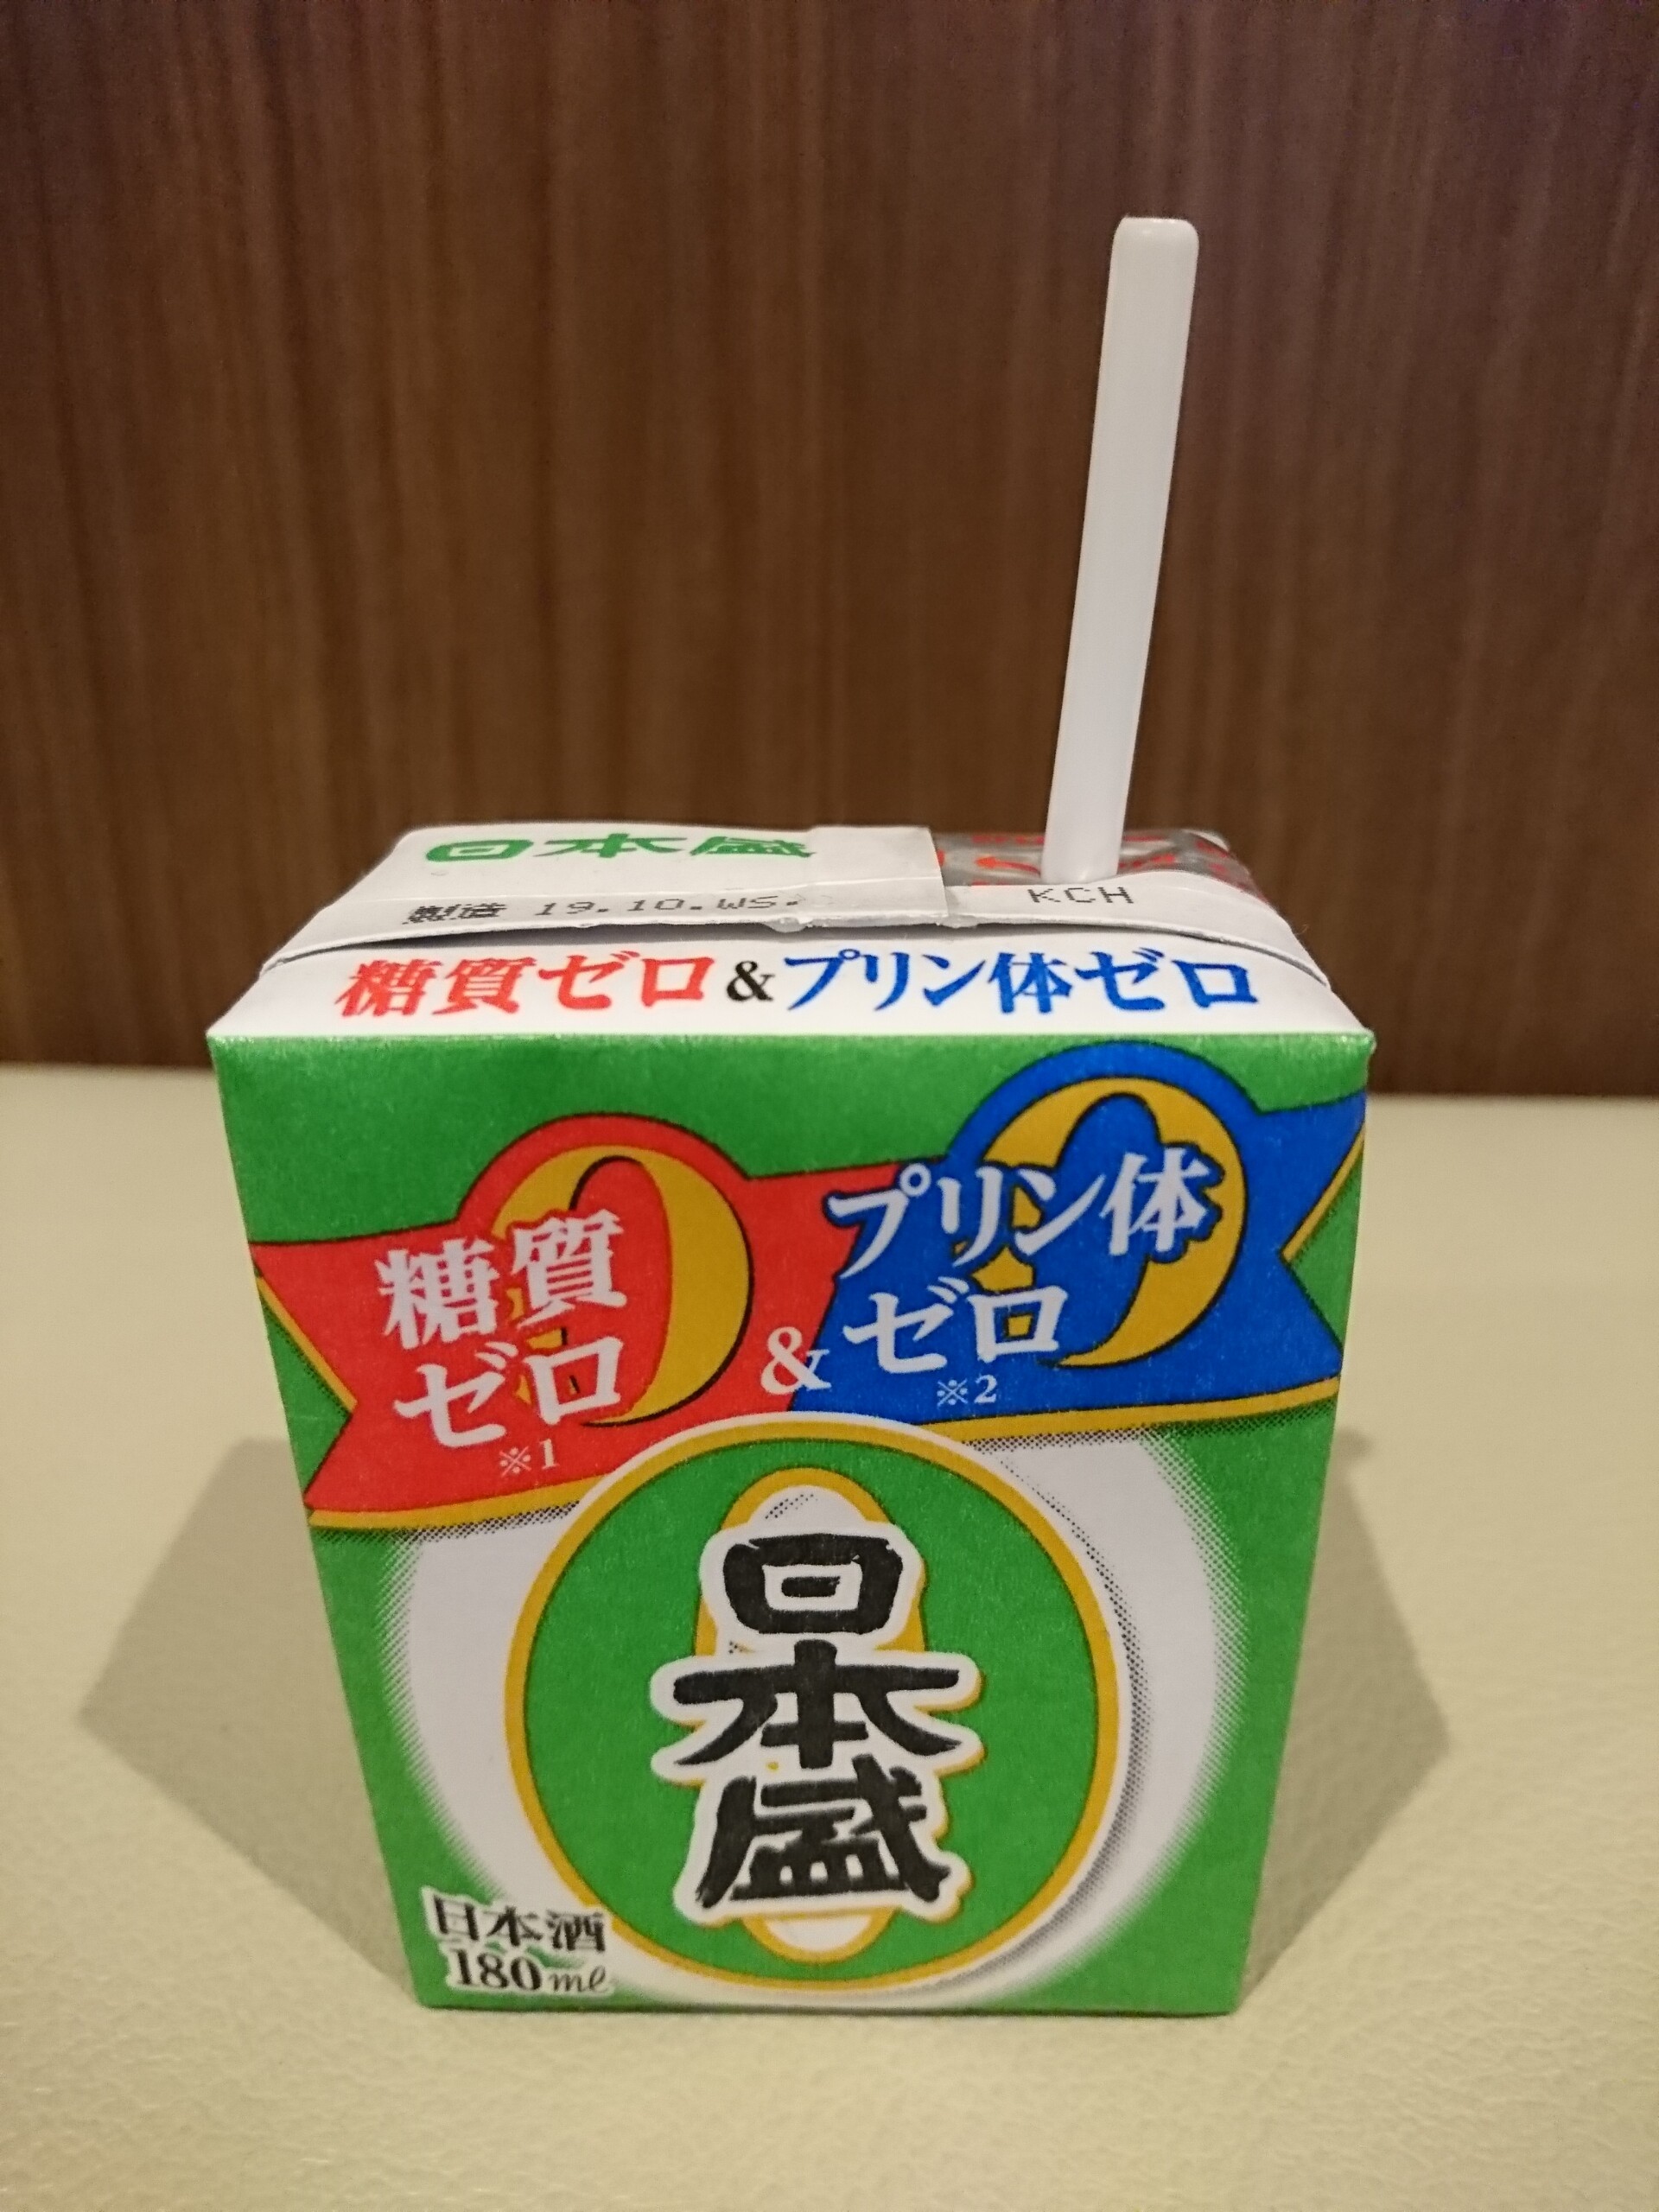 日本盛
製造 19.10.WS.
KCH
糖質ゼロ&プリン体ゼロ
糖質
ゼロ
※1
&
プリン体
ゼロ
※2
日本盛
日本酒
180ml